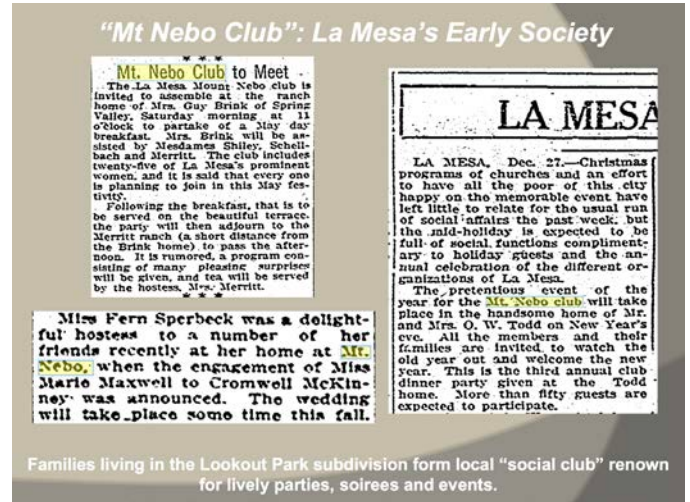 “Mt Nebo Club”: La Mesa’s Early Society
* * *
Mt. Nebo Club to Meet
The La Mesa Mount Nebo club is
invited to assemble at the ranch
home of Mrs. Guy Brink of Spring
Valley, Saturday morning at 11
o'clock to partake of a May day
breakfast. Mrs. Brink will be as-
sisted by Mesdames Shiley, Schell-
bach and Merritt. The club includes
twenty-five of La Mesa's prominent
women, and it is said that every one
is planning to join in this May fes-
tivity.
Following the breakfast, that is to
be served on the beautiful terrace,
the party will then adjourn to the
Merritt ranch (a short distance from
the Brink home) to pass the after-
noon. It is rumored, a program con-
sisting of many pleasing surprises
will be given, and tea will be served
by the hostess, Mrs. Merritt.
* * *
Miss Fern Sperbeck was a delight-
ful hostess to a number of her
friends recently at her home at Mt.
Nebo, when the engagement of Miss
Marie Maxwell to Cromwell McKin-
ney was announced. The wedding
will take place some time this fall.
LA MESA
LA MESA, Dec. 27.—Christmas
programs of churches and an effort
to have all the poor of this city
happy on the memorable event have
left little to relate for the usual run
of social affairs the past week, but
the mid-holiday is expected to be
full of social functions compliment-
ary to holiday guests and the an-
nual celebration of the different or-
ganizations of La Mesa.
The pretentious event of the
year for the Mt. Nebo club will take
place in the handsome home of Mr.
and Mrs. O. W. Todd on New Year's
eve. All the members and their
families are invited to watch the
old year out and welcome the new
year. This is the third annual club
dinner party given at the Todd
home. More than fifty guests are
expected to participate.
Families living in the Lookout Park subdivision form local “social club” renown
for lively parties, soirees and events.